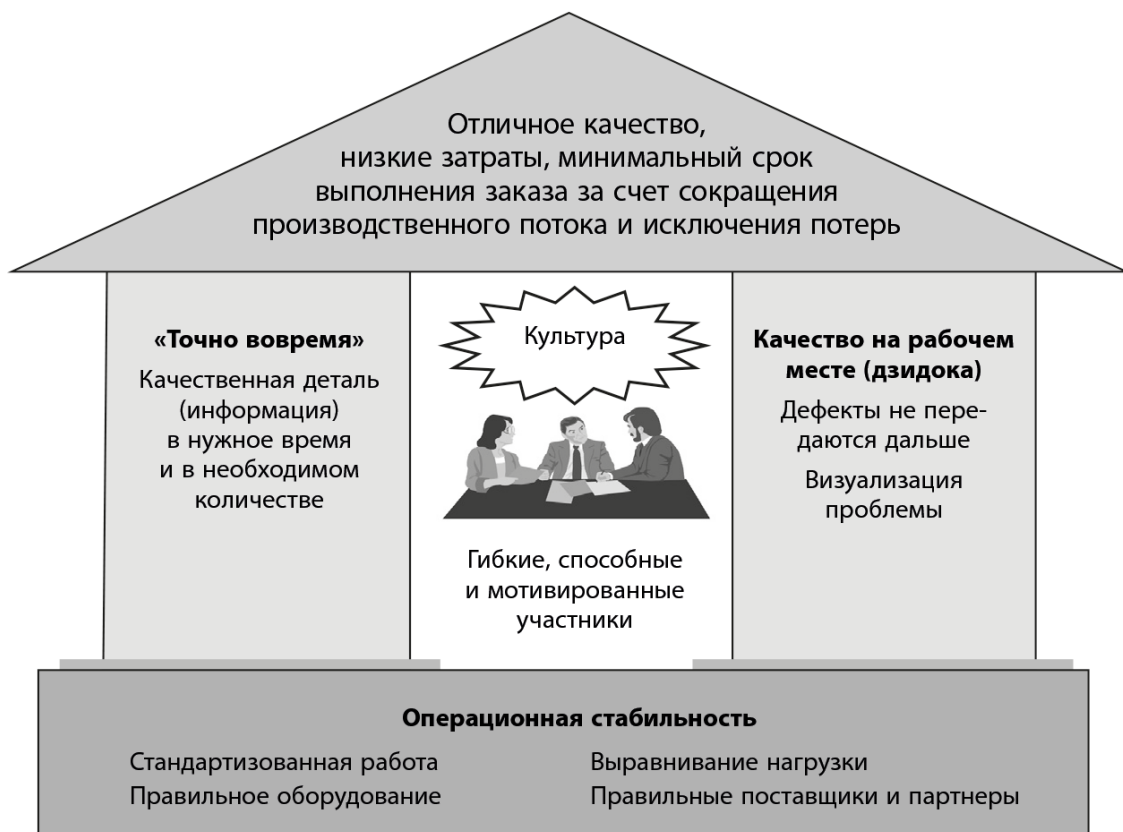 Отличное качество,
низкие затраты, минимальный срок
выполнения заказа за счет сокращения
производственного потока и исключения потерь
«Точно вовремя»
Качественная деталь
(информация)
в нужное время
и в необходимом
количестве
Культура
Гибкие, способные
и мотивированные
участники
Качество на рабочем
месте (дзидока)
Дефекты не пере-
даются дальше
Визуализация
проблемы
Операционная стабильность
Стандартизованная работа
Правильное оборудование
Выравнивание нагрузки
Правильные поставщики и партнеры